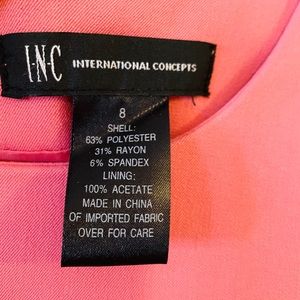 I·N·C INTERNATIONAL CONCEPTS
8
SHELL:
63% POLYESTER
31% RAYON
6% SPANDEX
LINING:
100% ACETATE
MADE IN CHINA
OF IMPORTED FABRIC
OVER FOR CARE